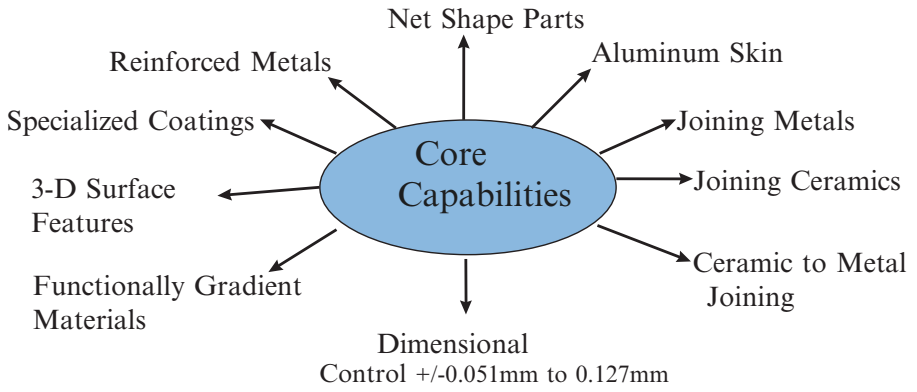 Net Shape Parts
Reinforced Metals
Aluminum Skin
Specialized Coatings
Joining Metals
Core
Capabilities
3-D Surface
Features
Joining Ceramics
Functionally Gradient
Materials
Ceramic to Metal
Joining
Dimensional
Control +/-0.051mm to 0.127mm